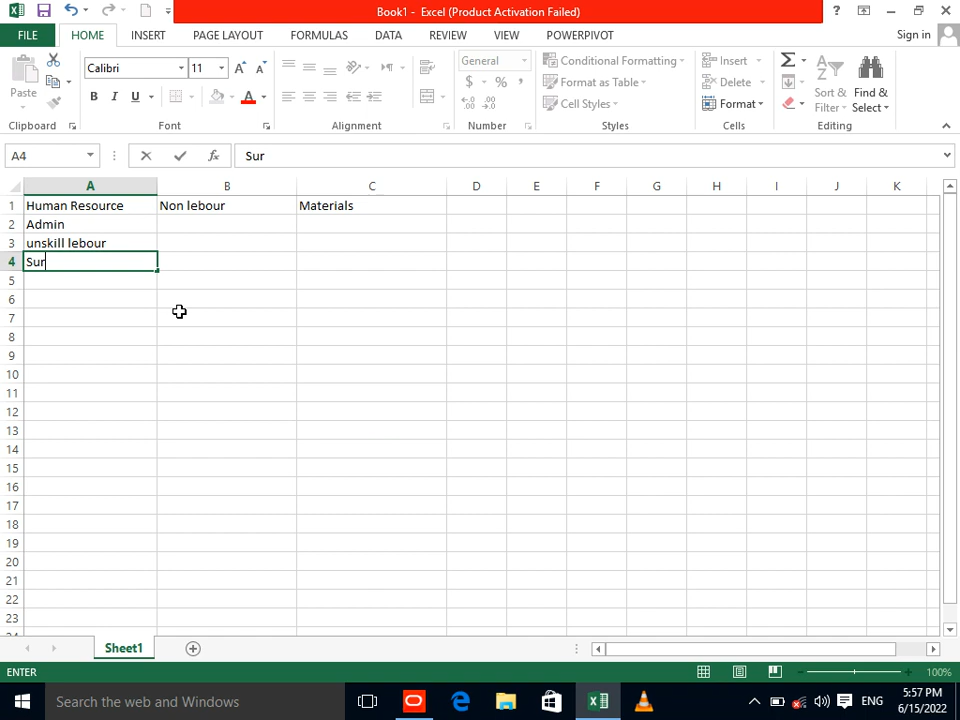 Book1 - Excel (Product Activation Failed)
FILE HOME INSERT PAGE LAYOUT FORMULAS DATA REVIEW VIEW POWERPIVOT Sign in
Paste
Calibri 11
B I U A
General
$ % ,
Conditional Formatting
Format as Table
Cell Styles
Insert
Delete
Format
Sort & Filter
Find & Select
Clipboard Font Alignment Number Styles Cells Editing
A4 fx Sur
A B C D E F G H I J K
1 Human Resource Non lebour Materials
2 Admin
3 unskill lebour
4 Sur
5
6
7
8
9
10
11
12
13
14
15
16
17
18
19
20
21
22
23
Sheet1
ENTER 100%
Search the web and Windows
ENG
5:57 PM
6/15/2022